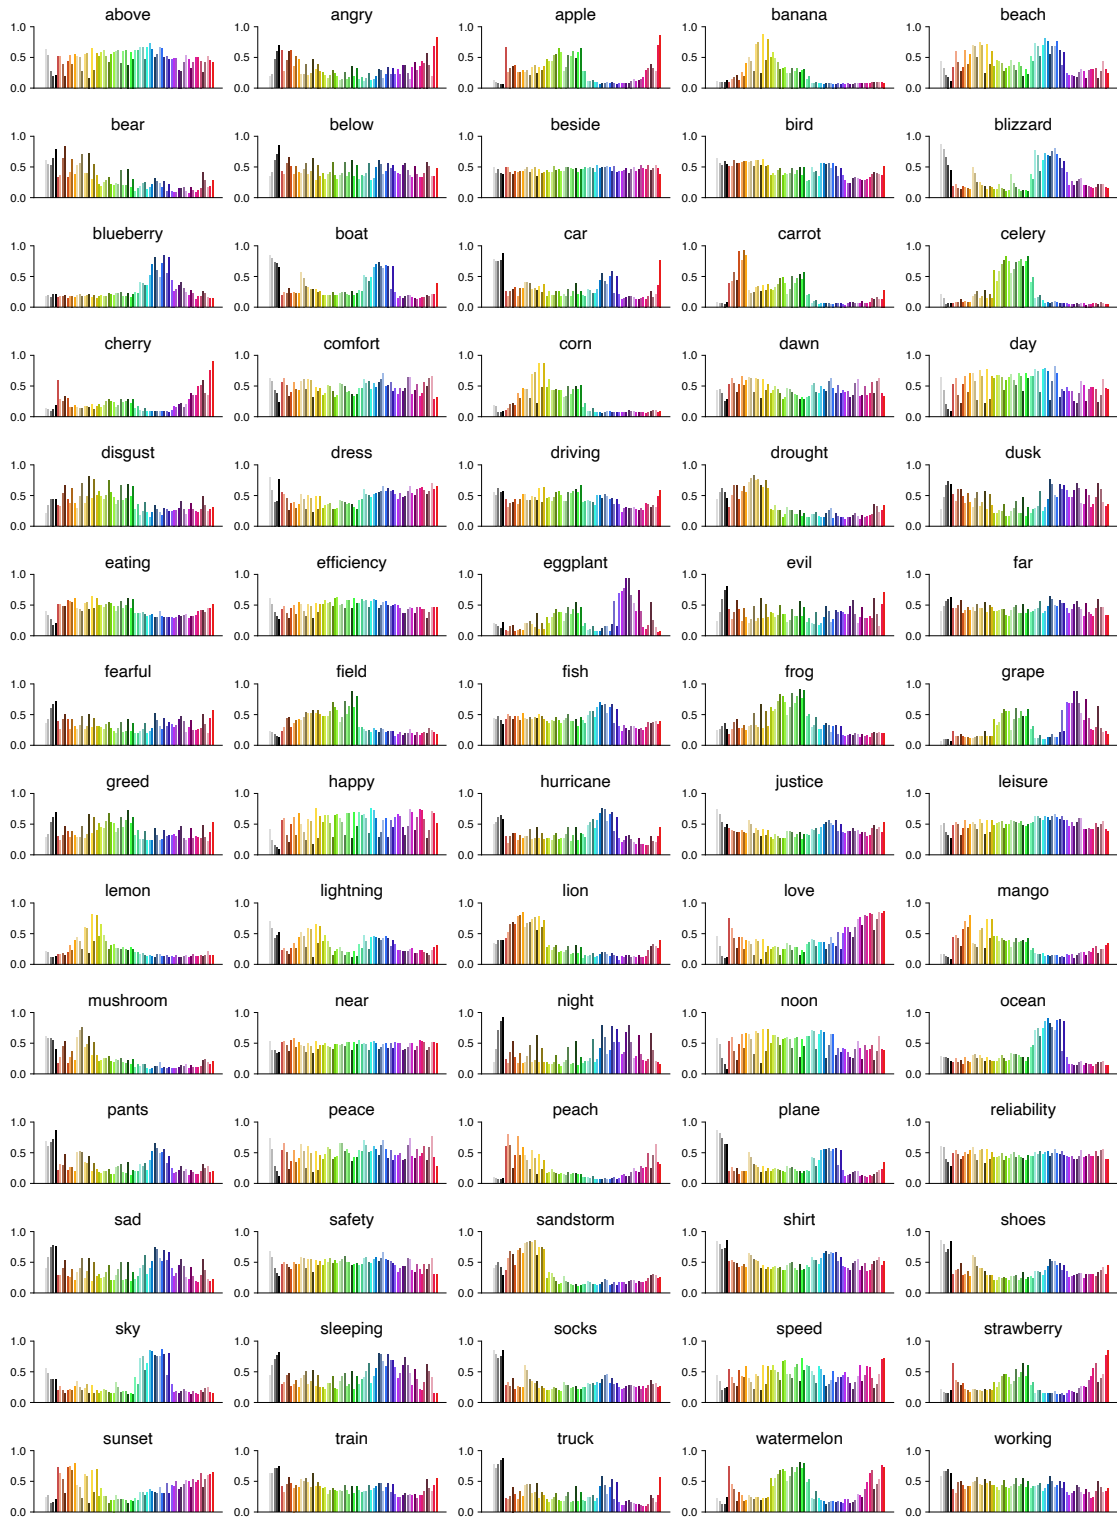 above angry apple banana beach
1.0 1.0 1.0 1.0 1.0
0.5 0.5 0.5 0.5 0.5
0.0 0.0 0.0 0.0 0.0
bear below beside bird blizzard
1.0 1.0 1.0 1.0 1.0
0.5 0.5 0.5 0.5 0.5
0.0 0.0 0.0 0.0 0.0
blueberry boat car carrot celery
1.0 1.0 1.0 1.0 1.0
0.5 0.5 0.5 0.5 0.5
0.0 0.0 0.0 0.0 0.0
cherry comfort corn dawn day
1.0 1.0 1.0 1.0 1.0
0.5 0.5 0.5 0.5 0.5
0.0 0.0 0.0 0.0 0.0
disgust dress driving drought dusk
1.0 1.0 1.0 1.0 1.0
0.5 0.5 0.5 0.5 0.5
0.0 0.0 0.0 0.0 0.0
eating efficiency eggplant evil far
1.0 1.0 1.0 1.0 1.0
0.5 0.5 0.5 0.5 0.5
0.0 0.0 0.0 0.0 0.0
fearful field fish frog grape
1.0 1.0 1.0 1.0 1.0
0.5 0.5 0.5 0.5 0.5
0.0 0.0 0.0 0.0 0.0
greed happy hurricane justice leisure
1.0 1.0 1.0 1.0 1.0
0.5 0.5 0.5 0.5 0.5
0.0 0.0 0.0 0.0 0.0
lemon lightning lion love mango
1.0 1.0 1.0 1.0 1.0
0.5 0.5 0.5 0.5 0.5
0.0 0.0 0.0 0.0 0.0
mushroom near night noon ocean
1.0 1.0 1.0 1.0 1.0
0.5 0.5 0.5 0.5 0.5
0.0 0.0 0.0 0.0 0.0
pants peace peach plane reliability
1.0 1.0 1.0 1.0 1.0
0.5 0.5 0.5 0.5 0.5
0.0 0.0 0.0 0.0 0.0
sad safety sandstorm shirt shoes
1.0 1.0 1.0 1.0 1.0
0.5 0.5 0.5 0.5 0.5
0.0 0.0 0.0 0.0 0.0
sky sleeping socks speed strawberry
1.0 1.0 1.0 1.0 1.0
0.5 0.5 0.5 0.5 0.5
0.0 0.0 0.0 0.0 0.0
sunset train truck watermelon working
1.0 1.0 1.0 1.0 1.0
0.5 0.5 0.5 0.5 0.5
0.0 0.0 0.0 0.0 0.0